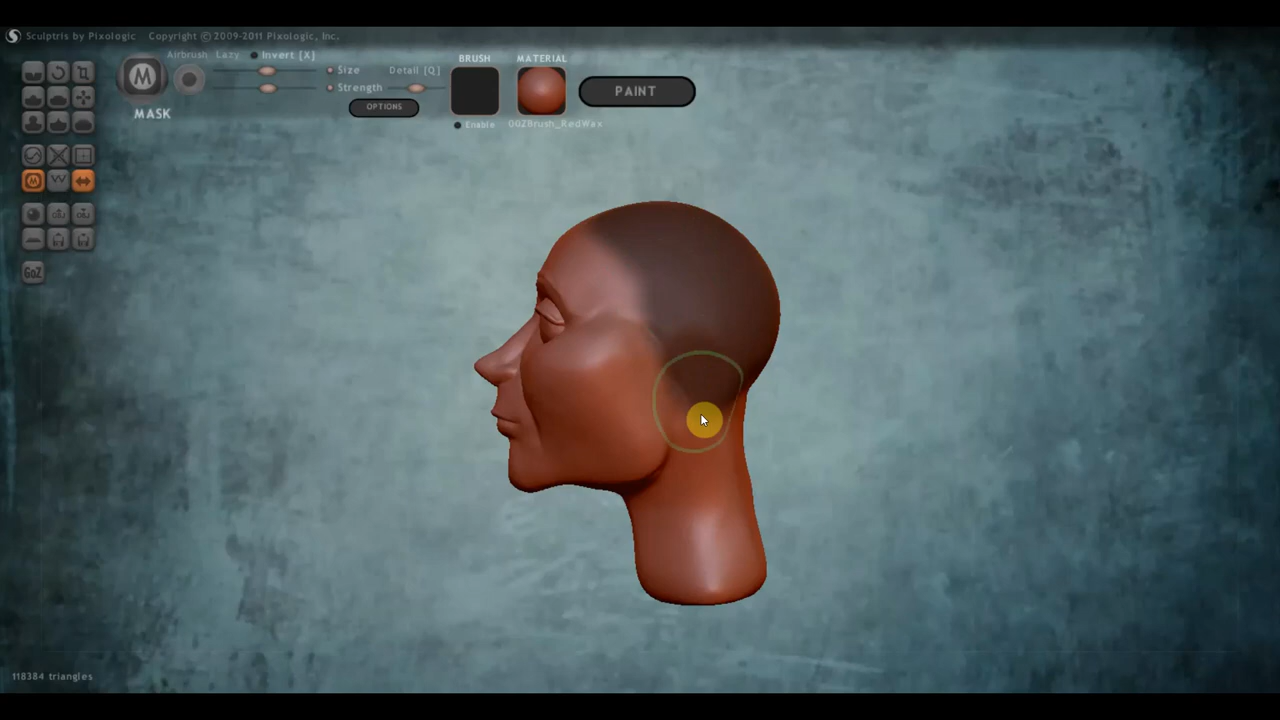 Sculptris by Pixologic Copyright © 2009-2011 Pixologic, Inc.
Airbrush Lazy Invert [X]
BRUSH MATERIAL
Size Detail [Q]
M
Strength
PAINT
OPTIONS
MASK
Enable 00ZBrush_RedWax
M
GoZ
118384 triangles